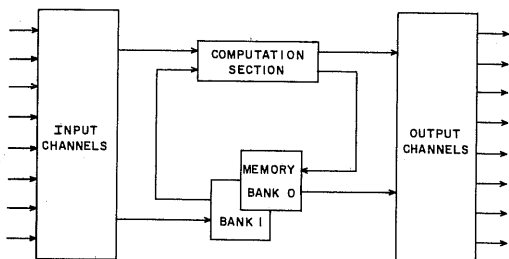 COMPUTATION
SECTION
INPUT
CHANNELS
MEMORY
BANK 0
BANK 1
OUTPUT
CHANNELS